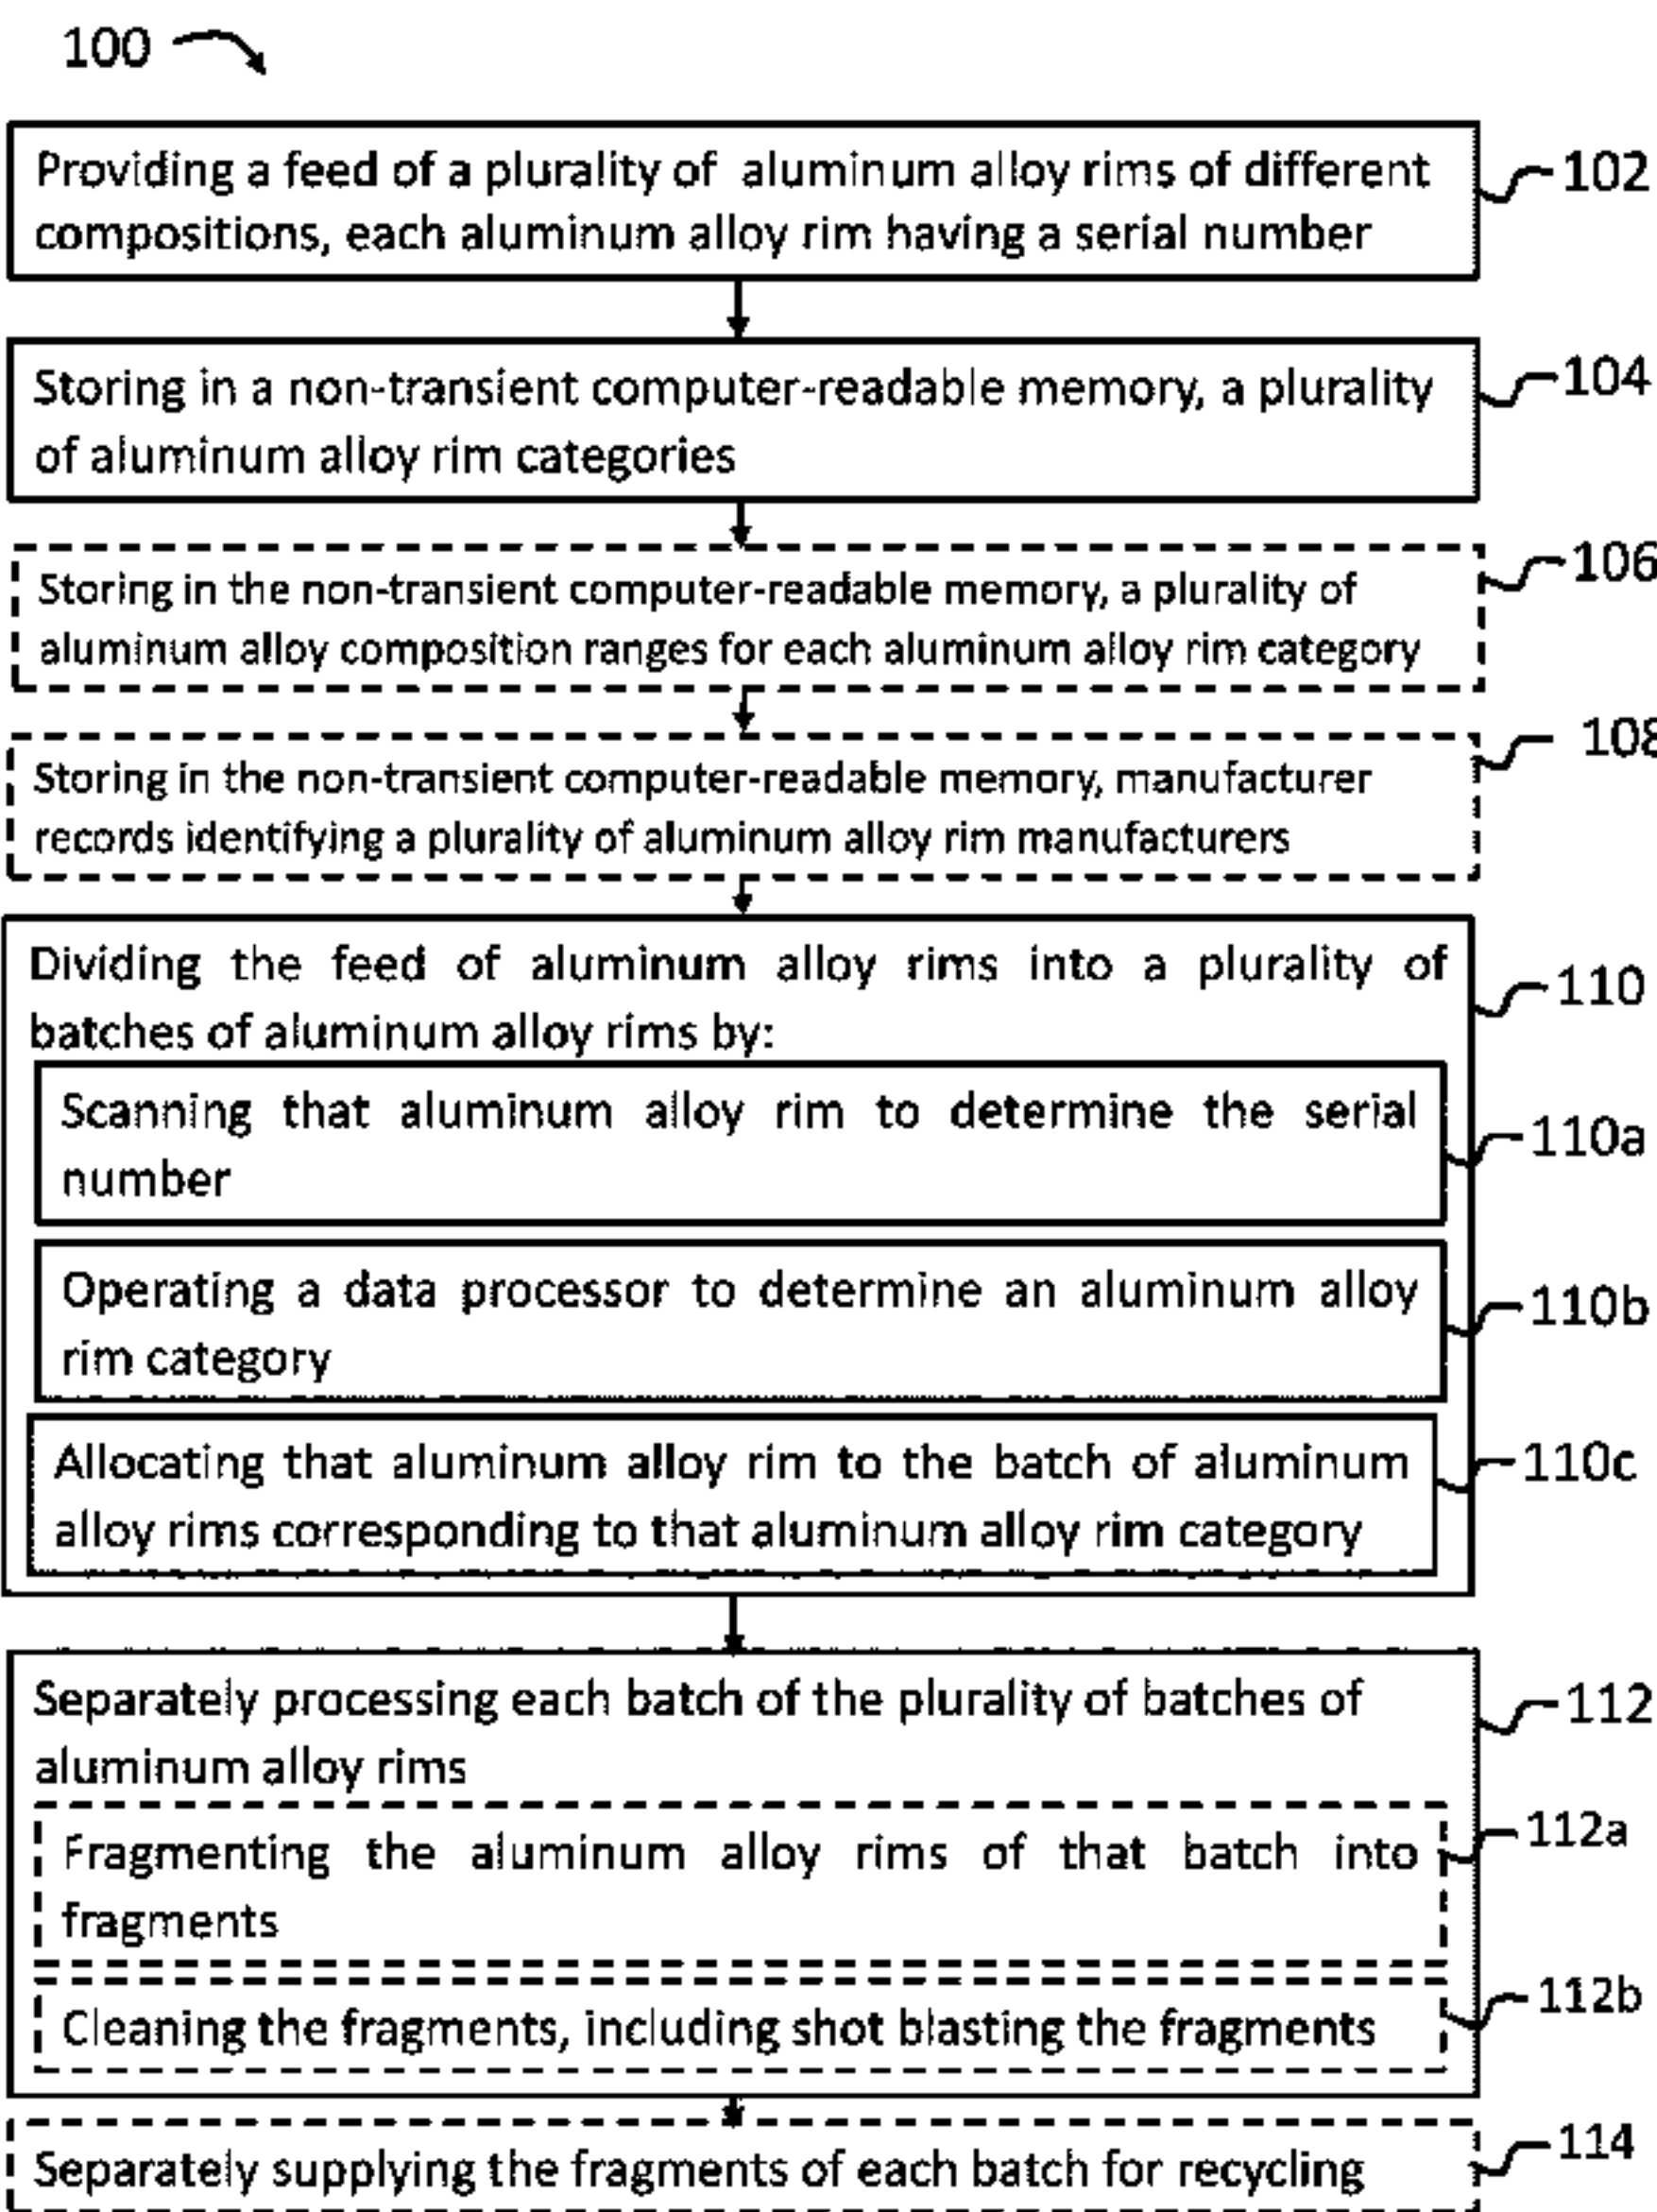 100
Providing a feed of a plurality of aluminum alloy rims of different
compositions, each aluminum alloy rim having a serial number
102
Storing in a non-transient computer-readable memory, a plurality
of aluminum alloy rim categories
104
Storing in the non-transient computer-readable memory, a plurality of
aluminum alloy composition ranges for each aluminum alloy rim category
106
Storing in the non-transient computer-readable memory, manufacturer
records identifying a plurality of aluminum alloy rim manufacturers
108
Dividing the feed of aluminum alloy rims into a plurality of
batches of aluminum alloy rims by:
110
Scanning that aluminum alloy rim to determine the serial
number
110a
Operating a data processor to determine an aluminum alloy
rim category
110b
Allocating that aluminum alloy rim to the batch of aluminum
alloy rims corresponding to that aluminum alloy rim category
110c
Separately processing each batch of the plurality of batches of
aluminum alloy rims
112
Fragmenting the aluminum alloy rims of that batch into
fragments
112a
Cleaning the fragments, including shot blasting the fragments
112b
Separately supplying the fragments of each batch for recycling
114